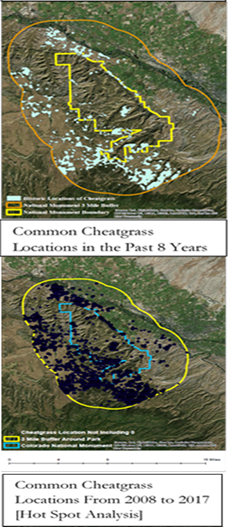 Historic Locations of Cheatgrass
National Monument 5 Mile Buffer
National Monument Boundary
Common Cheatgrass
Locations in the Past 8 Years
Cheatgrass Location Not Including 0
5 Mile Buffer Around Park
Colorado National Monument
10 Miles
Common Cheatgrass
Locations From 2008 to 2017
[Hot Spot Analysis]